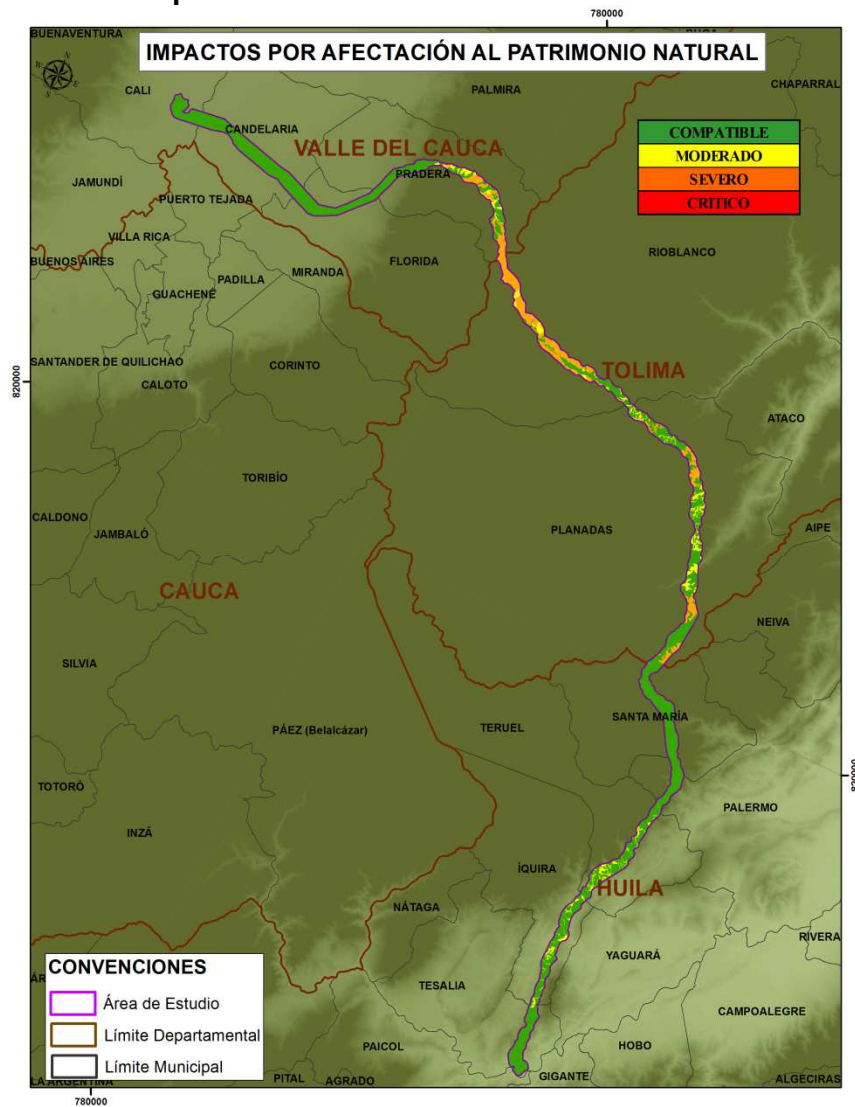 780000
BUENAVENTURA
IMPACTOS POR AFECTACIÓN AL PATRIMONIO NATURAL
CALI
PALMIRA
CHAPARRAL
CANDELARIA
VALLE DEL CAUCA
COMPATIBLE
MODERADO
SEVERO
CRITICO
PRADERA
JAMUNDÍ
PUERTO TEJADA
VILLA RICA
BUENOS AIRES
PADILLA
MIRANDA
FLORIDA
RIOBLANCO
GUACHENÉ
SANTANDER DE QUILICHAO
CORINTO
CALOTO
TOLIMA
820000
ATACO
TORIBÍO
CALDONO
JAMBALÓ
PLANADAS
AIPE
CAUCA
NEIVA
SILVIA
SANTA MARÍA
PÁEZ (Belalcázar)
TERUEL
TOTORÓ
PALERMO
INZÁ
ÍQUIRA
HUILA
NÁTAGA
RIVERA
YAGUARÁ
CONVENCIONES
TESALIA
Área de Estudio
CAMPOALEGRE
Límite Departamental
PAICOL
HOBO
Límite Municipal
LA ARGENTINA
PITAL
AGRADO
GIGANTE
ALGECIRAS
780000